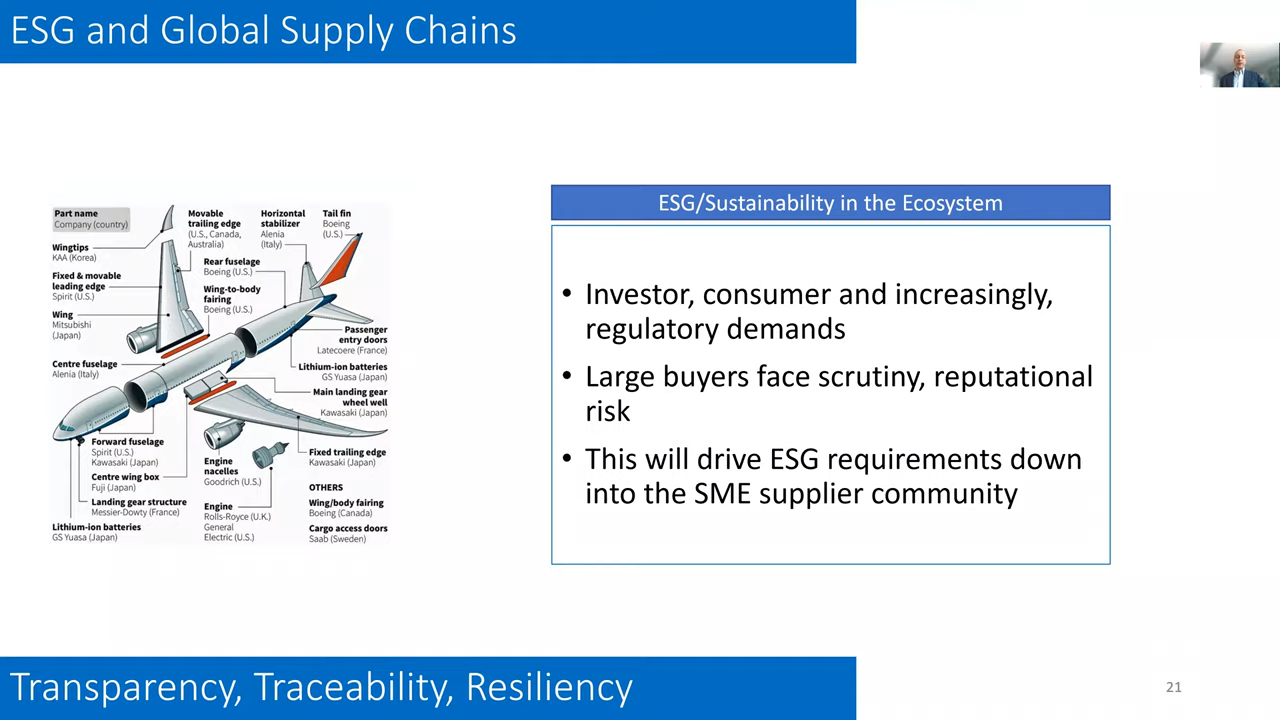 ESG and Global Supply Chains
Part name
Company (country)
Wingtips
KAA (Korea)
Fixed & movable
leading edge
Spirit (U.S.)
Wing
Mitsubishi
(Japan)
Centre fuselage
Alenia (Italy)
Movable
trailing edge
(U.S., Canada,
Australia)
Rear fuselage
Boeing (U.S.)
Wing-to-body
fairing
Boeing (U.S.)
Horizontal
stabilizer
Alenia
(Italy)
Tail fin
Boeing
(U.S.)
Passenger
entry doors
Latecoere (France)
Lithium-ion batteries
GS Yuasa (Japan)
Main landing gear
wheel well
Kawasaki (Japan)
Forward fuselage
Spirit (U.S.)
Kawasaki (Japan)
Centre wing box
Fuji (Japan)
Landing gear structure
Messier-Dowty (France)
Lithium-ion batteries
GS Yuasa (Japan)
Engine
nacelles
Goodrich (U.S.)
Engine
Rolls-Royce (U.K.)
General
Electric (U.S.)
Fixed trailing edge
Kawasaki (Japan)
OTHERS
Wing/body fairing
Boeing (Canada)
Cargo access doors
Saab (Sweden)
ESG/Sustainability in the Ecosystem
• Investor, consumer and increasingly,
regulatory demands
• Large buyers face scrutiny, reputational
risk
• This will drive ESG requirements down
into the SME supplier community
Transparency, Traceability, Resiliency
21